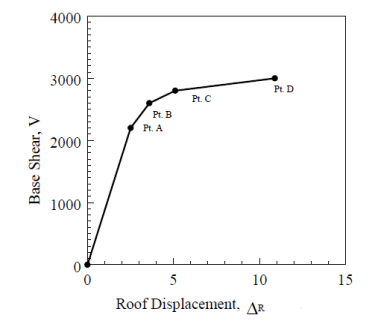 4000
3000
2000
1000
0
0
5
10
15
Pt. A
Pt. B
Pt. C
Pt. D
Base Shear, V
Roof Displacement, ΔR